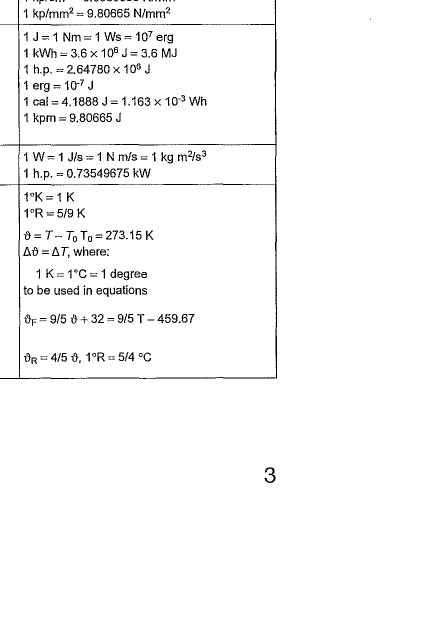 1 kp/mm² = 9.80665 N/mm²
1 J = 1 Nm = 1 Ws = 10⁷ erg
1 kWh = 3.6 x 10⁶ J = 3.6 MJ
1 h.p. = 2.64780 x 10⁶ J
1 erg = 10⁻⁷ J
1 cal = 4.1888 J = 1.163 x 10⁻³ Wh
1 kpm = 9.80665 J
1 W = 1 J/s = 1 N m/s = 1 kg m²/s³
1 h.p. = 0.73549675 kW
1°K = 1 K
1°R = 5/9 K
ϑ = T – T₀ T₀ = 273.15 K
Δϑ = ΔT, where:
1 K = 1°C = 1 degree
to be used in equations
ϑF = 9/5 ϑ + 32 = 9/5 T – 459.67
ϑR = 4/5 ϑ, 1°R = 5/4 °C
3